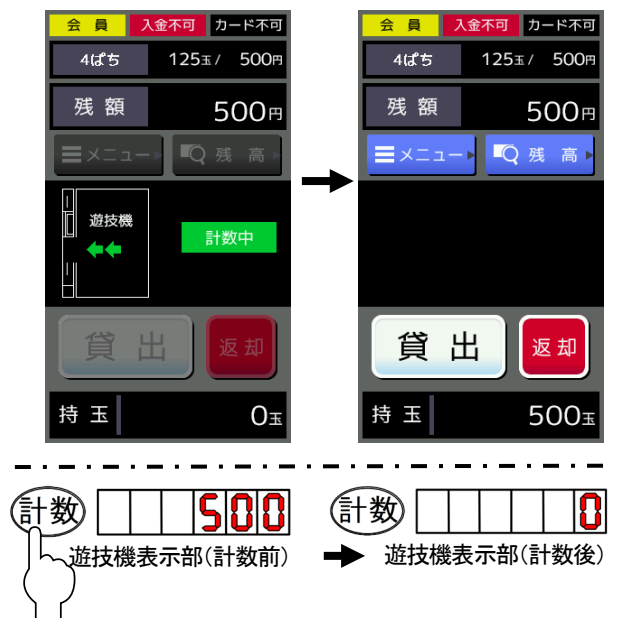 会 員 入金不可 カード不可
4ぱち 125玉/ 500円
残 額 500円
メニュー 残 高
遊技機 計数中
貸 出 返 却
持 玉 0玉
会 員 入金不可 カード不可
4ぱち 125玉/ 500円
残 額 500円
メニュー 残 高
貸 出 返 却
持 玉 500玉
計数 500
遊技機表示部(計数前)
計数 0
遊技機表示部(計数後)